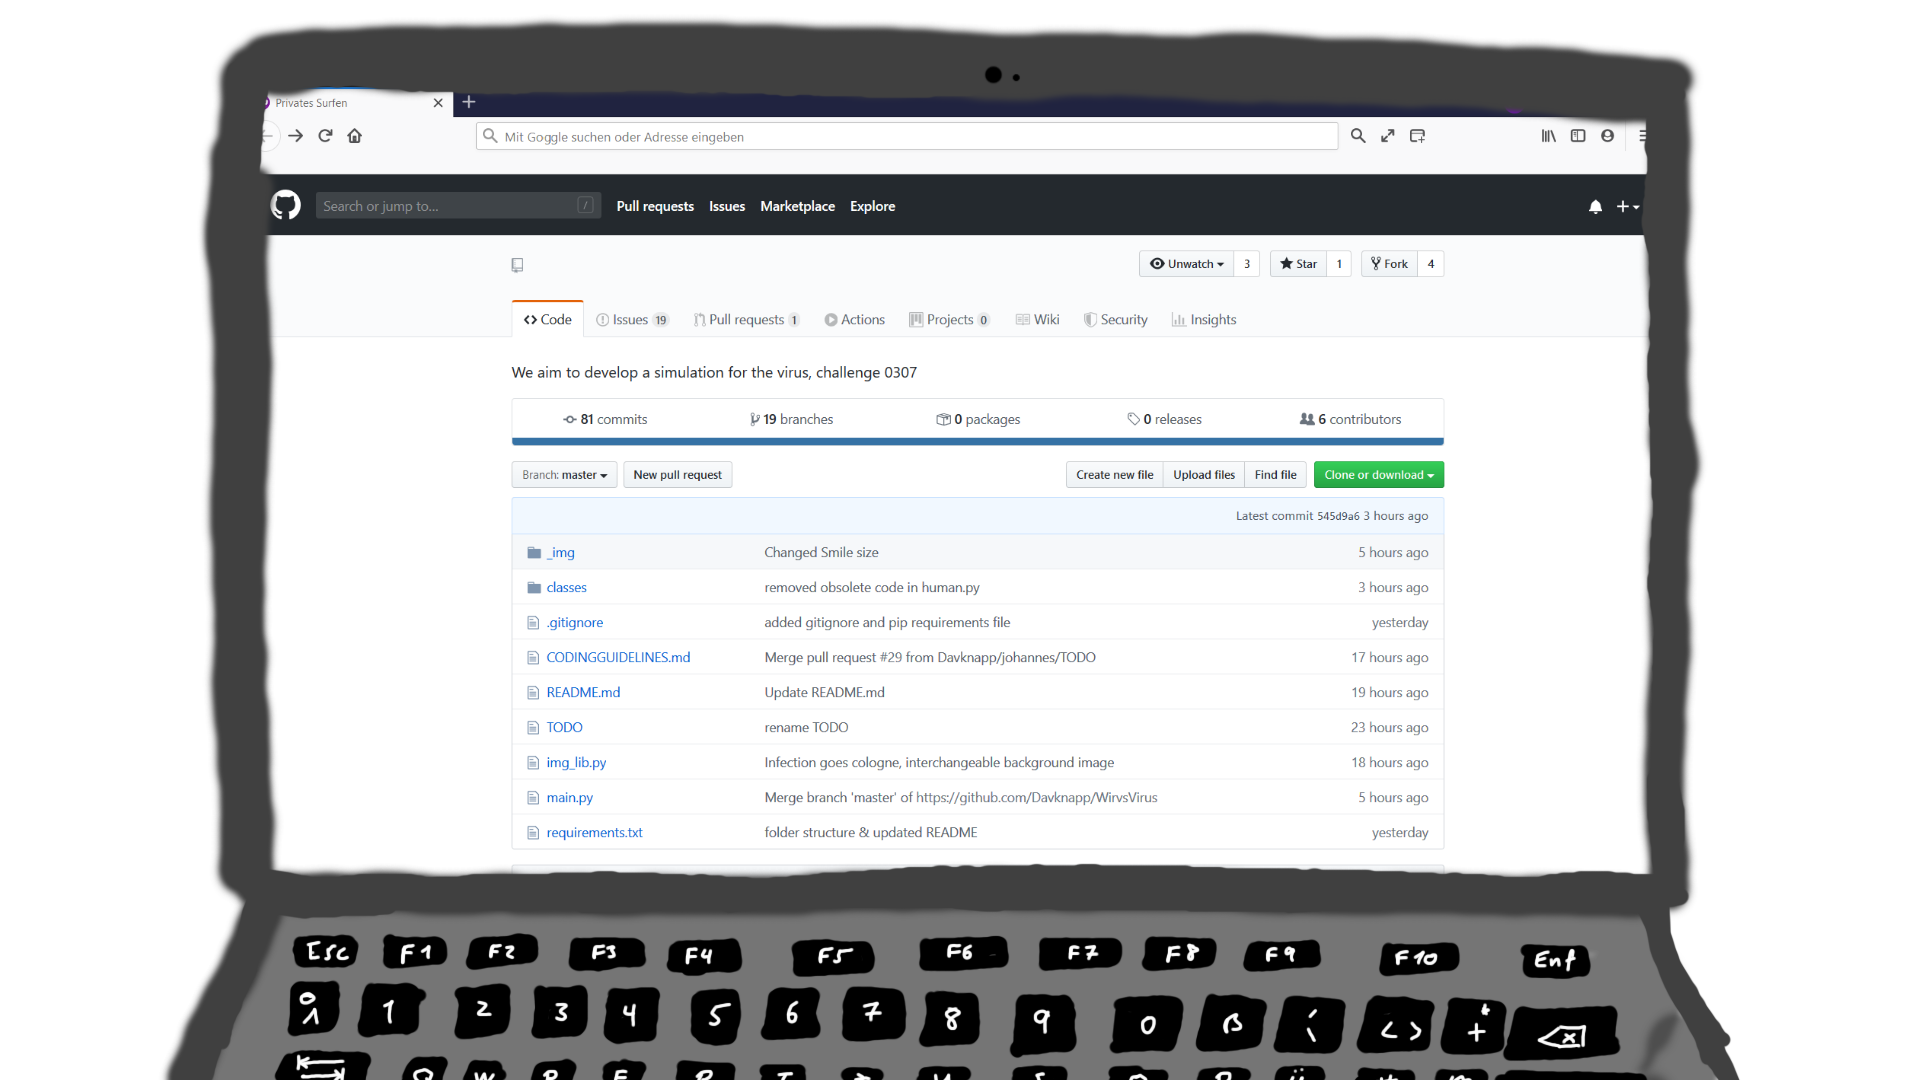 Privates Surfen
Mit Goggle suchen oder Adresse eingeben
Search or jump to... /
Pull requests Issues Marketplace Explore
Unwatch 3 Star 1 Fork 4
Code Issues 19 Pull requests 1 Actions Projects 0 Wiki Security Insights
We aim to develop a simulation for the virus, challenge 0307
81 commits 19 branches 0 packages 0 releases 6 contributors
Branch: master New pull request Create new file Upload files Find file Clone or download
Latest commit 545d9a6 3 hours ago
_img Changed Smile size 5 hours ago
classes removed obsolete code in human.py 3 hours ago
.gitignore added gitignore and pip requirements file yesterday
CODINGGUIDELINES.md Merge pull request #29 from Davknapp/johannes/TODO 17 hours ago
README.md Update README.md 19 hours ago
TODO rename TODO 23 hours ago
img_lib.py Infection goes cologne, interchangeable background image 18 hours ago
main.py Merge branch 'master' of https://github.com/Davknapp/WirvsVirus 5 hours ago
requirements.txt folder structure & updated README yesterday
Esc F1 F2 F3 F4 F5 F6 F7 F8 F9 F10 Enf
1 2 3 4 5 6 7 8 9 0 ß < > * +